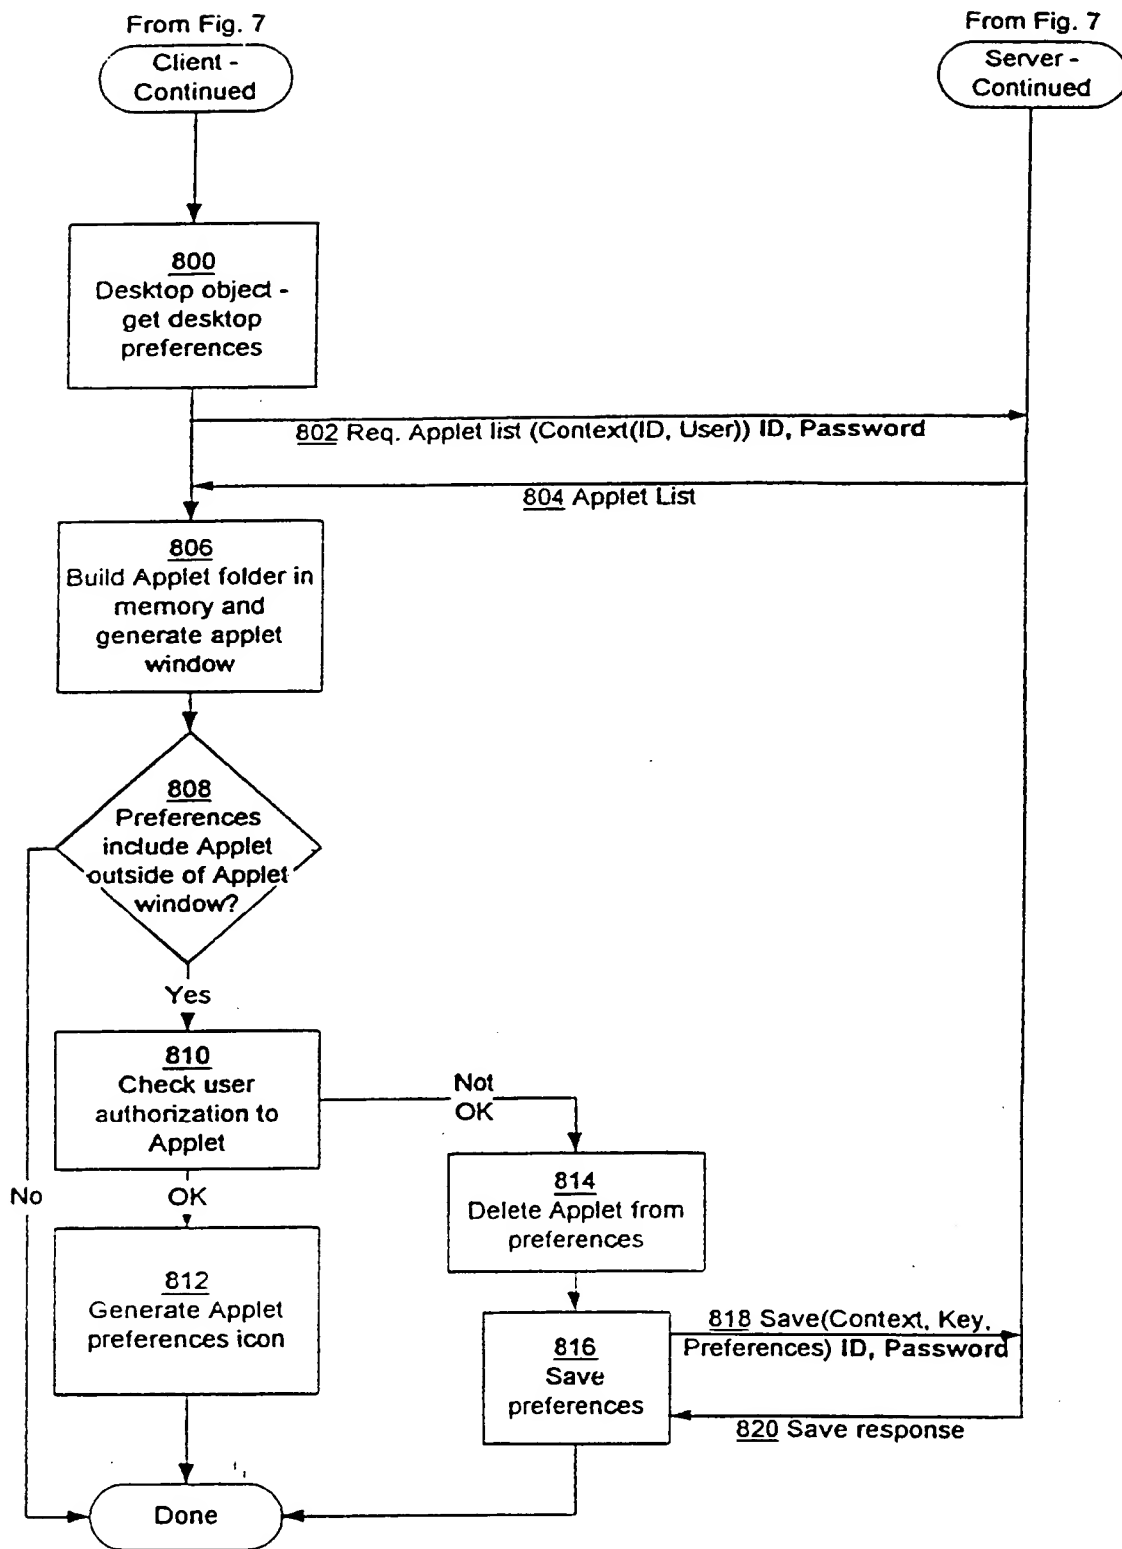 From Fig. 7
Client -
Continued
From Fig. 7
Server -
Continued
800
Desktop object -
get desktop
preferences
802 Req. Applet list (Context(ID, User)) ID, Password
804 Applet List
806
Build Applet folder in
memory and
generate applet
window
808
Preferences
include Applet
outside of Applet
window?
Yes
No
810
Check user
authorization to
Applet
Not
OK
OK
814
Delete Applet from
preferences
812
Generate Applet
preferences icon
816
Save
preferences
818 Save(Context, Key,
Preferences) ID, Password
820 Save response
Done